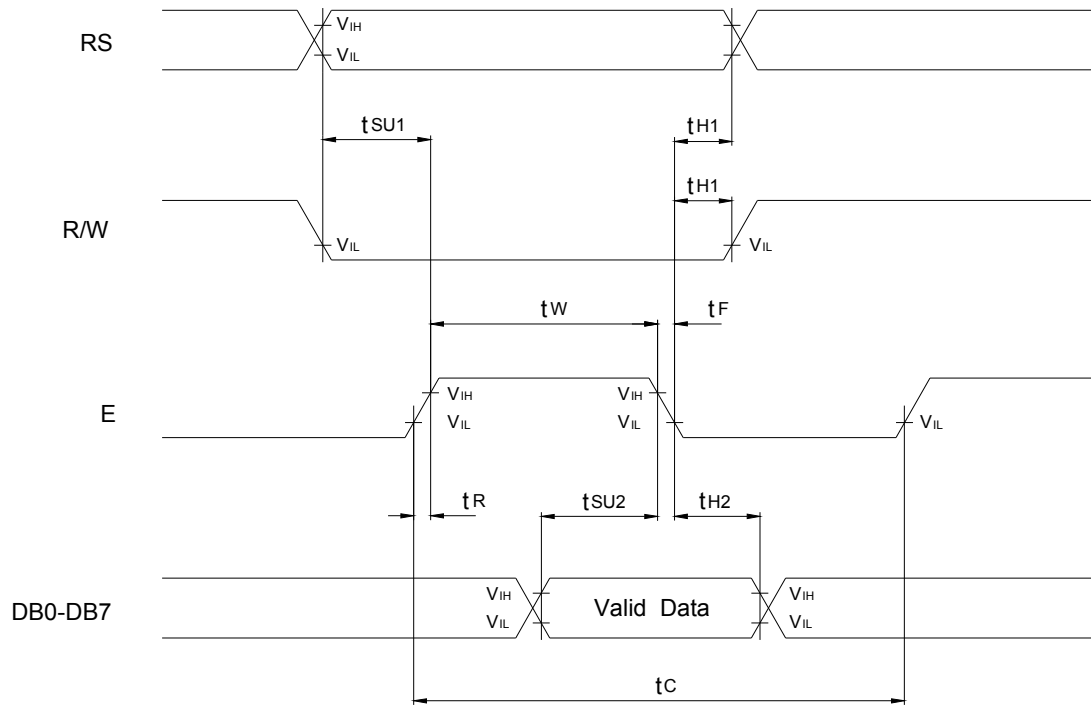 RS
VIH
VIL
tSU1
tH1
tH1
R/W
VIL
VIL
tW
tF
E
VIH
VIL
VIH
VIL
VIL
tR
tSU2
tH2
DB0-DB7
VIH
VIL
Valid Data
VIH
VIL
tC